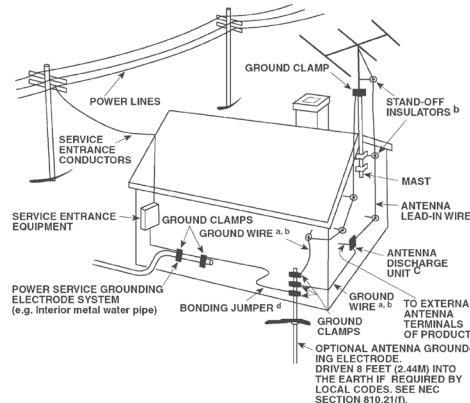 GROUND CLAMP
POWER LINES
STAND-OFF
INSULATORS b
SERVICE
ENTRANCE
CONDUCTORS
MAST
ANTENNA
LEAD-IN WIRE
SERVICE ENTRANCE
EQUIPMENT
GROUND CLAMPS
GROUND WIRE a, b
ANTENNA
DISCHARGE
UNIT C
POWER SERVICE GROUNDING
ELECTRODE SYSTEM
(e.g. Interior metal water pipe)
BONDING JUMPER d
GROUND
WIRE a, b
GROUND
CLAMPS
TO EXTERNA
ANTENNA
TERMINALS
OF PRODUCT
OPTIONAL ANTENNA GROUND-
ING ELECTRODE.
DRIVEN 8 FEET (2.44M) INTO
THE EARTH IF REQUIRED BY
LOCAL CODES. SEE NEC
SECTION 810.21(f).